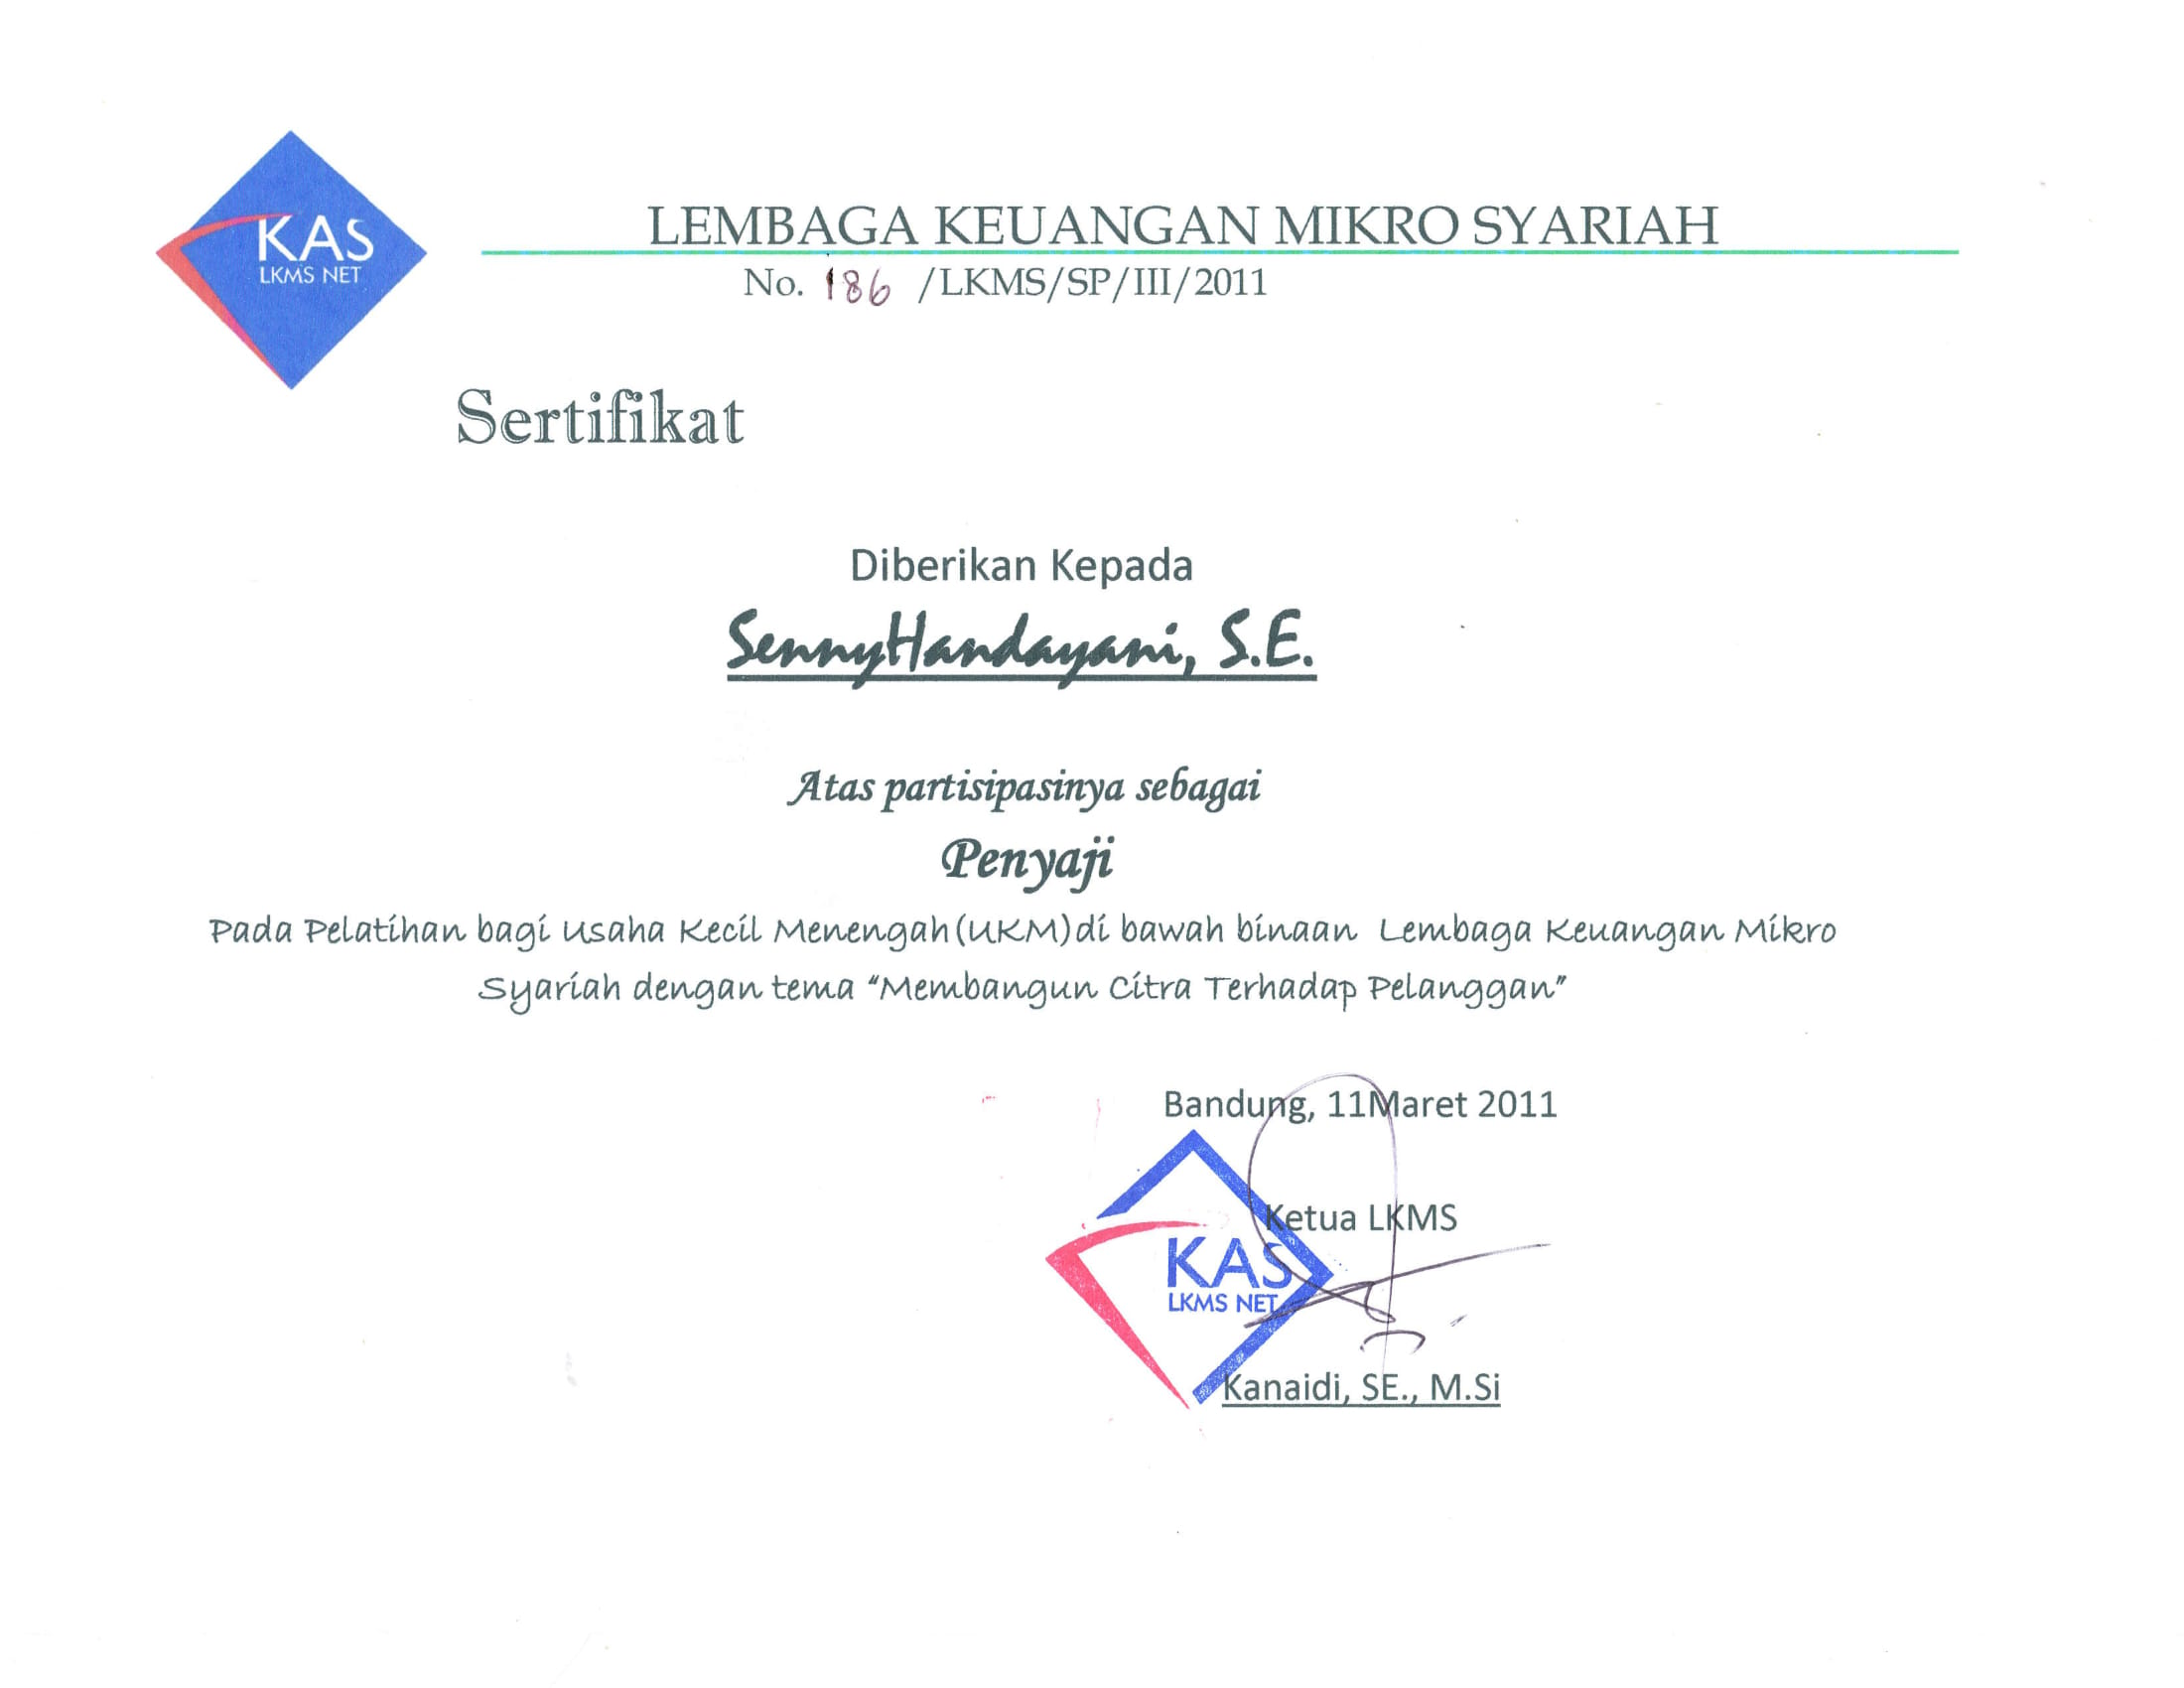 KAS
LKMS NET
LEMBAGA KEUANGAN MIKRO SYARIAH
No. 186 /LKMS/SP/III/2011
Sertifikat
Diberikan Kepada
SennyHandayani, S.E.
Atas partisipasinya sebagai
Penyaji
Pada Pelatihan bagi Usaha Kecil Menengah(UKM)di bawah binaan Lembaga Keuangan Mikro
Syariah dengan tema “Membangun Citra Terhadap Pelanggan”
Bandung, 11Maret 2011
Ketua LKMS
KAS
LKMS NET
Kanaidi, SE., M.Si